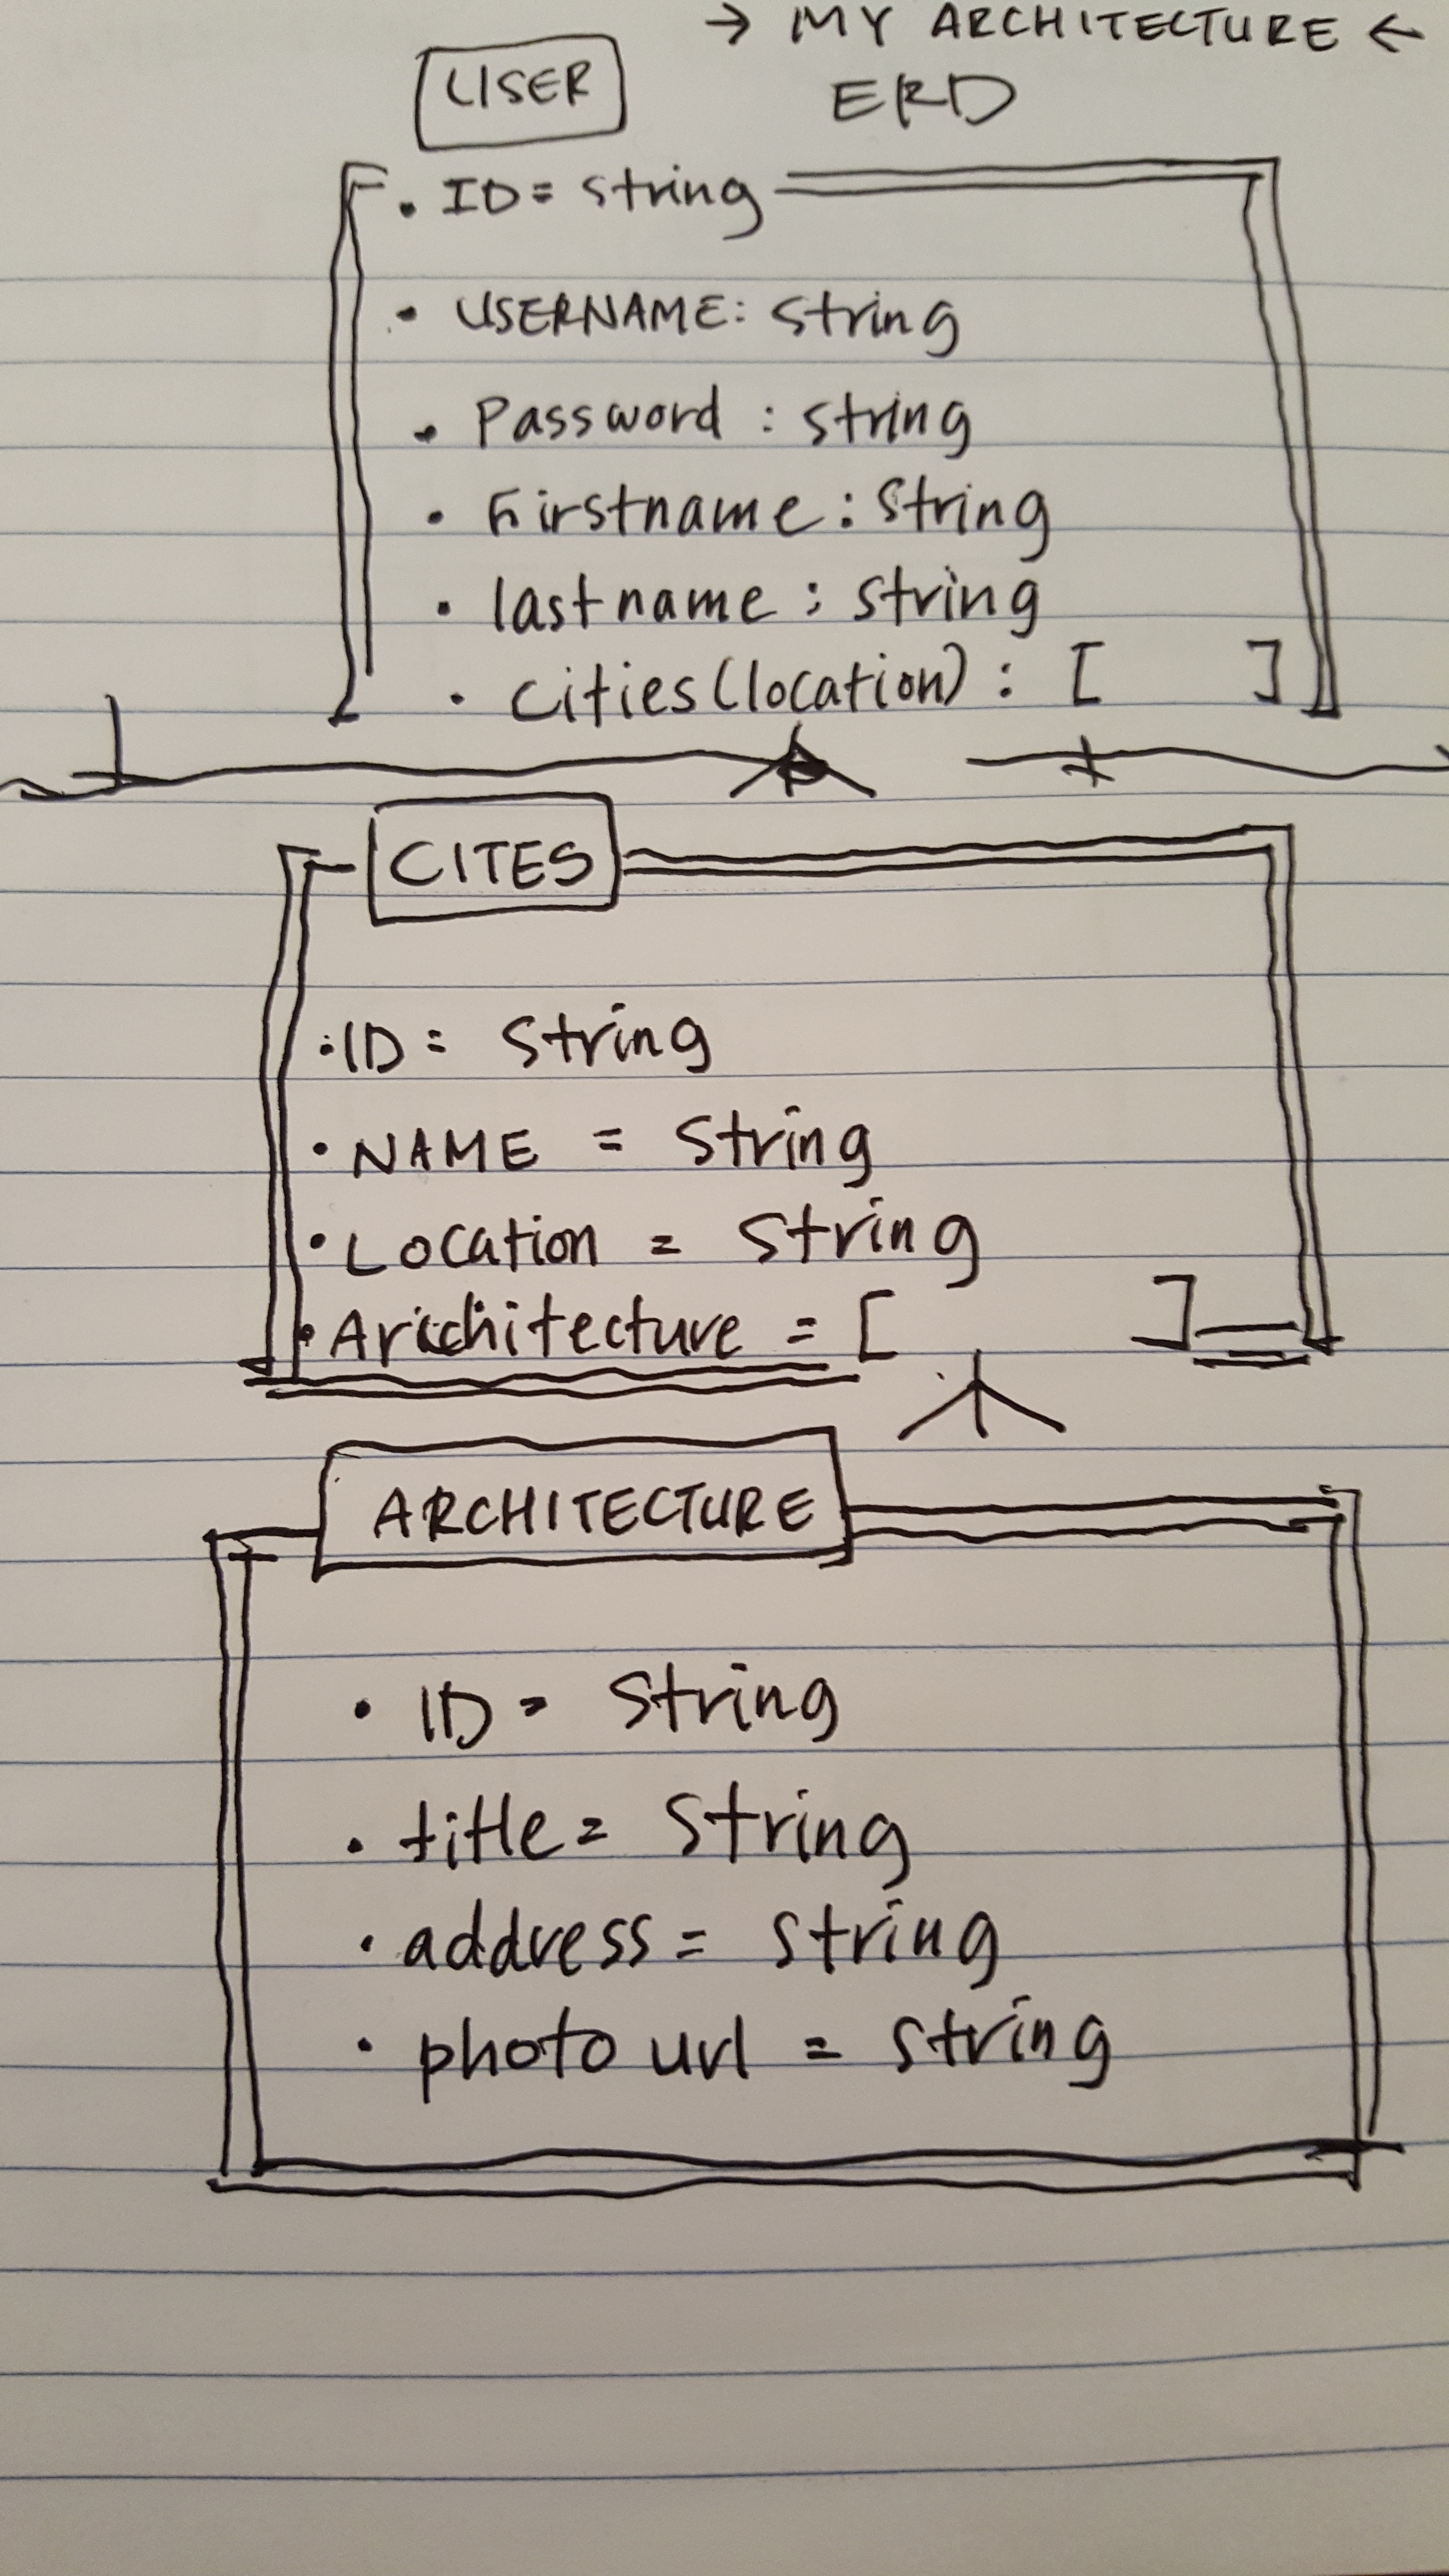 → MY ARCHITECTURE ←
USER
ERD
• ID = string
• USERNAME: string
• Password : string
• Firstname : string
• lastname : string
• cities (location) : [ ]
CITES
• ID = string
• NAME = string
• Location = string
• Architecture = [ ]
ARCHITECTURE
• ID = string
• title = string
• address = string
• photo url = string